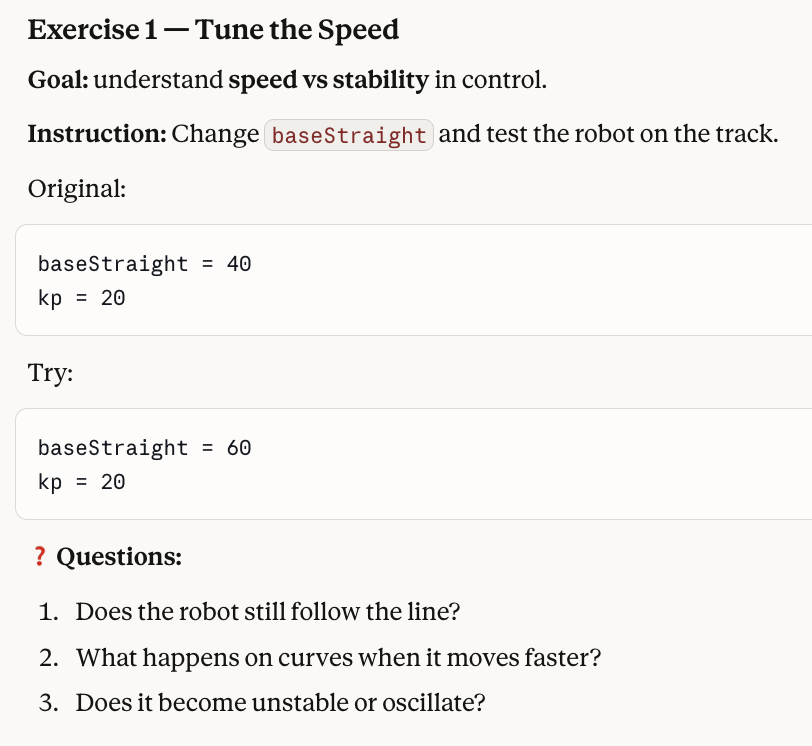 Exercise 1 — Tune the Speed
Goal: understand speed vs stability in control.
Instruction: Change baseStraight and test the robot on the track.
Original:
baseStraight = 40
kp = 20
Try:
baseStraight = 60
kp = 20
❓ Questions:
1. Does the robot still follow the line?
2. What happens on curves when it moves faster?
3. Does it become unstable or oscillate?